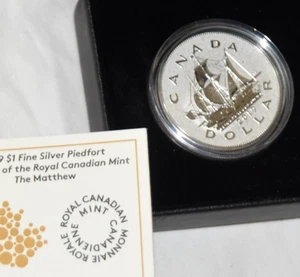 CANADA
DOLLAR
9 $1 Fine Silver Piedfort
of the Royal Canadian Mint
The Matthew
ROYAL CANADIAN MINT
MONNAIE ROYALE CANADIENNE